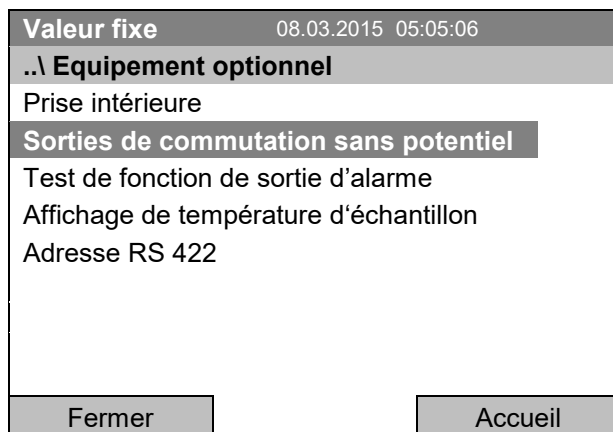 Valeur fixe 08.03.2015 05:05:06
..\ Equipement optionnel
Prise intérieure
Sorties de commutation sans potentiel
Test de fonction de sortie d’alarme
Affichage de température d‘échantillon
Adresse RS 422
Fermer Accueil